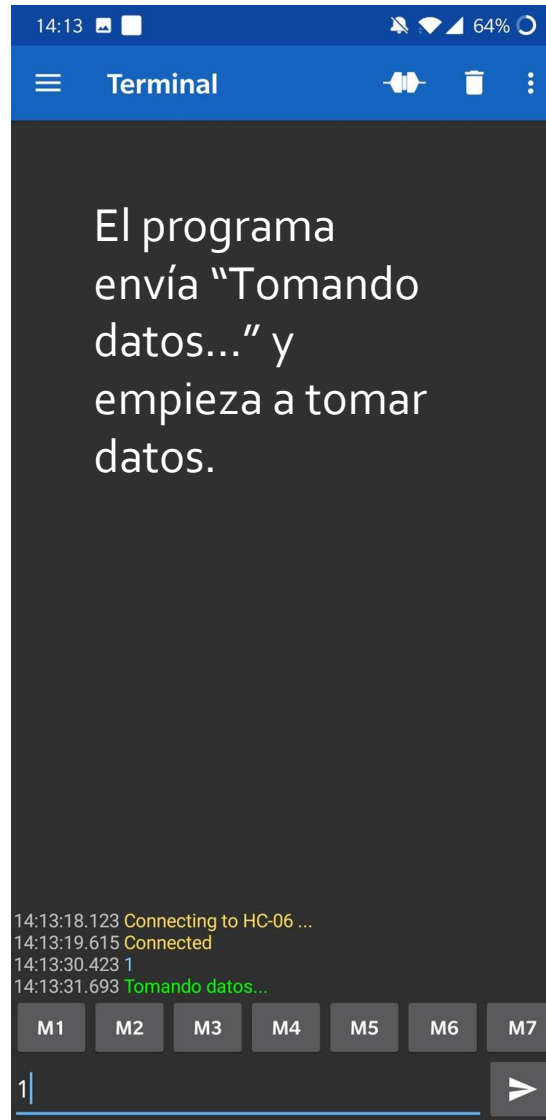 14:13 64%
Terminal
El programa
envía “Tomando
datos...” y
empieza a tomar
datos.
14:13:18.123 Connecting to HC-06 ...
14:13:19.615 Connected
14:13:30.423 1
14:13:31.693 Tomando datos...
M1 M2 M3 M4 M5 M6 M7
1